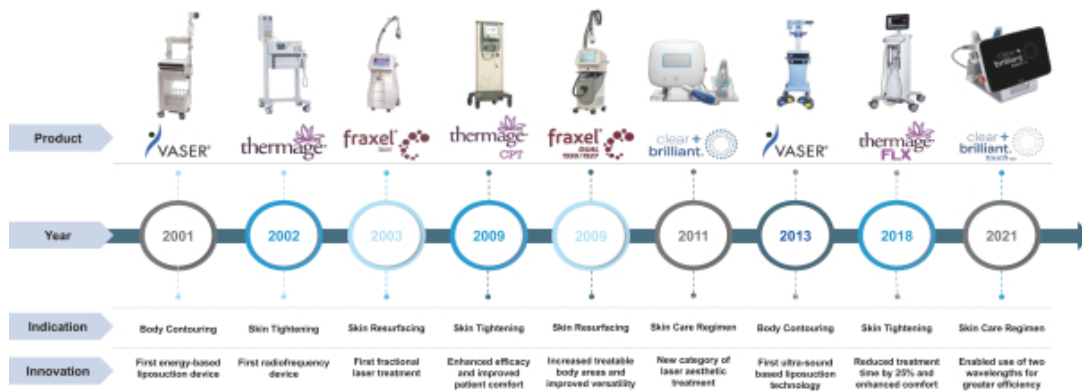 clear+
brilliant
Product
VASER®
thermage®
fraxel®
thermage®
CPT
fraxel®
DUAL
1550/1927
clear +
brilliant.
VASER®
thermage®
FLX
clear +
brilliant.
touch
Year
2001
2002
2003
2009
2009
2011
2013
2018
2021
Indication
Body Contouring
Skin Tightening
Skin Resurfacing
Skin Tightening
Skin Resurfacing
Skin Care Regimen
Body Contouring
Skin Tightening
Skin Care Regimen
Innovation
First energy-based
liposuction device
First radiofrequency
device
First fractional
laser treatment
Enhanced efficacy
and improved
patient comfort
Increased treatable
body areas and
improved versatility
New category of
laser aesthetic
treatment
First ultra-sound
based liposuction
technology
Reduced treatment
time by 25% and
enhanced comfort
Enabled use of two
wavelengths for
greater efficiency